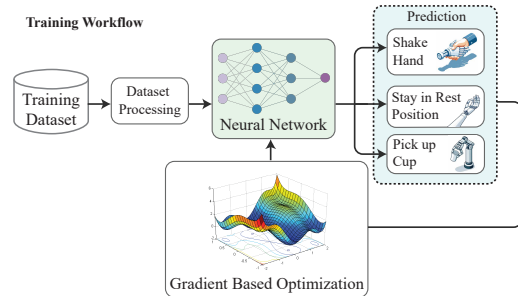 Training Workflow
Prediction
Shake
Hand
Training
Dataset
Dataset
Processing
Neural Network
Stay in Rest
Position
Pick up
Cup
Gradient Based Optimization